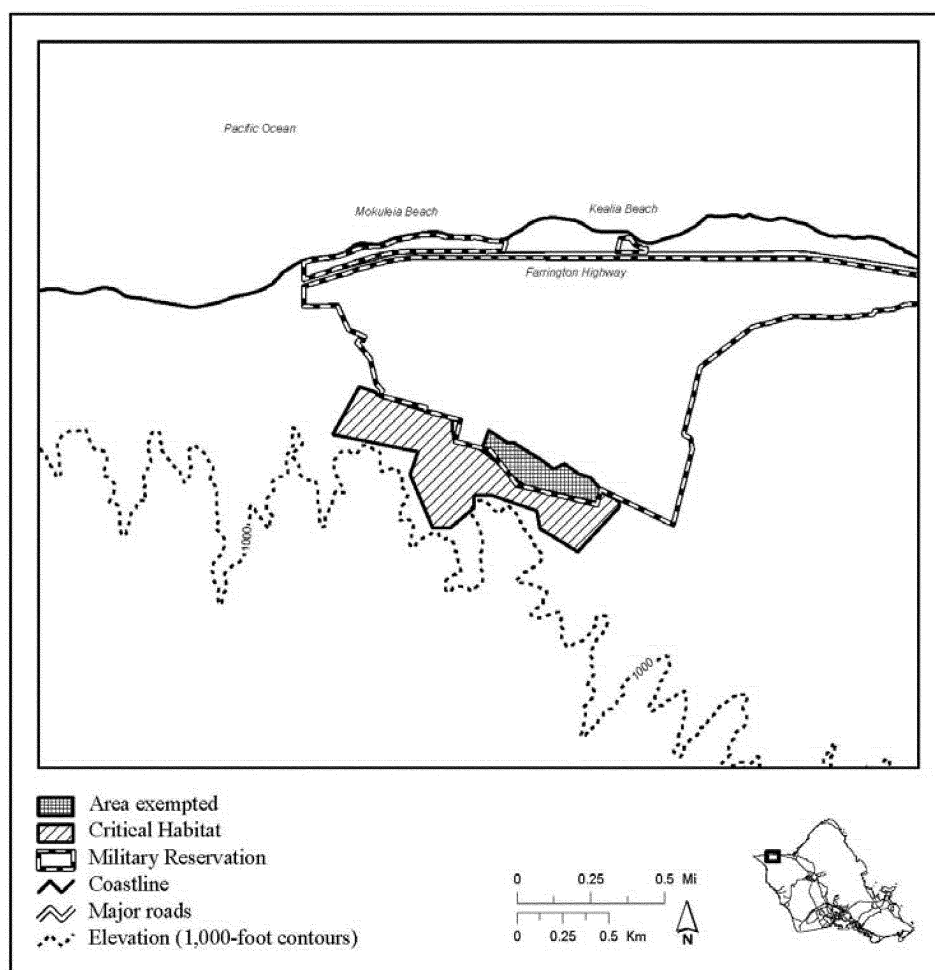 Pacific Ocean
Mokuleia Beach
Kealia Beach
Farrington Highway
1000
1000
Area exempted
Critical Habitat
Military Reservation
Coastline
Major roads
Elevation (1,000-foot contours)
0 0.25 0.5 Mi
0 0.25 0.5 Km
N